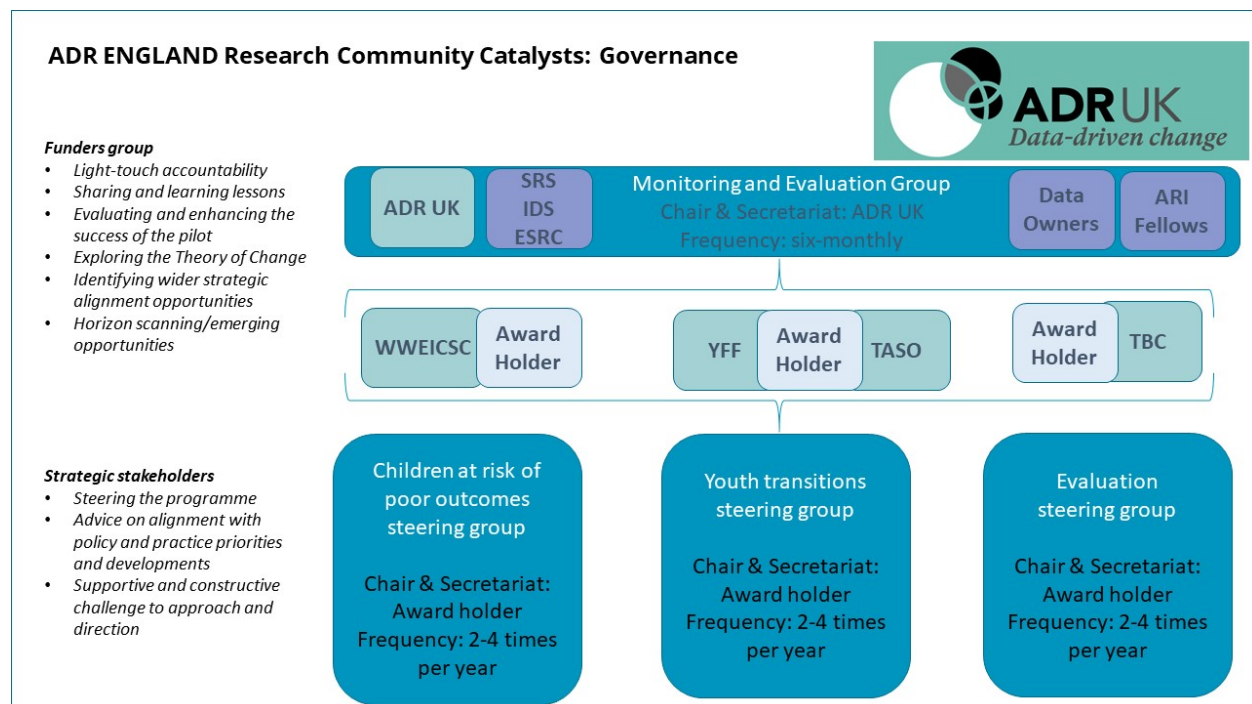 ADR ENGLAND Research Community Catalysts: Governance
ADR UK
Data-driven change
Funders group
• Light-touch accountability
• Sharing and learning lessons
• Evaluating and enhancing the
success of the pilot
• Exploring the Theory of Change
• Identifying wider strategic
alignment opportunities
• Horizon scanning/emerging
opportunities
ADR UK
SRS
IDS
ESRC
Monitoring and Evaluation Group
Chair & Secretariat: ADR UK
Frequency: six-monthly
Data
Owners
ARI
Fellows
WWEICSC
Award
Holder
YFF
Award
Holder
TASO
Award
Holder
TBC
Strategic stakeholders
• Steering the programme
• Advice on alignment with
policy and practice priorities
and developments
• Supportive and constructive
challenge to approach and
direction
Children at risk of
poor outcomes
steering group
Chair & Secretariat:
Award holder
Frequency: 2-4 times
per year
Youth transitions
steering group
Chair & Secretariat:
Award holder
Frequency: 2-4 times
per year
Evaluation
steering group
Chair & Secretariat:
Award holder
Frequency: 2-4 times
per year